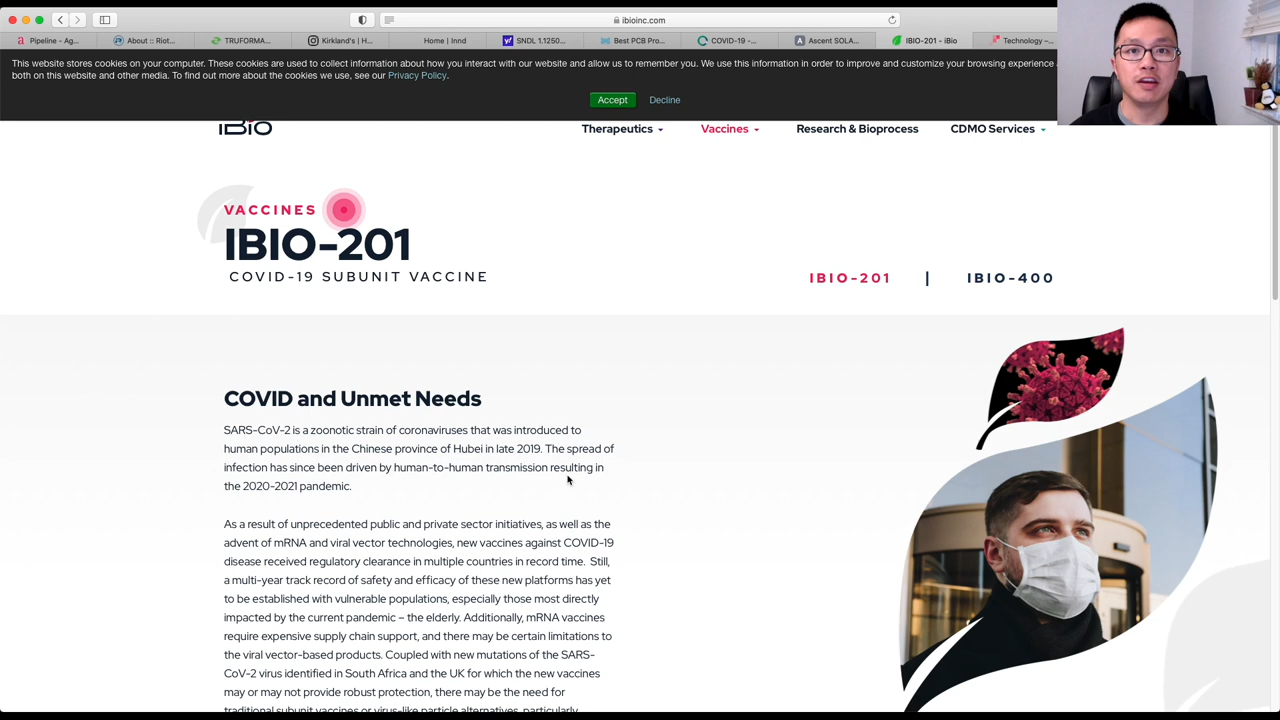 ibioinc.com
Pipeline - Ag...
About :: Riot...
TRUFORMA...
Kirkland's | H...
Home | Innd
SNDL 1.1250...
Best PCB Pro...
COVID-19 -...
Ascent SOLA...
IBIO-201 - iBio
Technology –...
This website stores cookies on your computer. These cookies are used to collect information about how you interact with our website and allow us to remember you. We use this information in order to improve and customize your browsing experience
both on this website and other media. To find out more about the cookies we use, see our Privacy Policy.
Accept
Decline
iBio
Therapeutics
Vaccines
Research & Bioprocess
CDMO Services
VACCINES
IBIO-201
COVID-19 SUBUNIT VACCINE
IBIO-201 | IBIO-400
COVID and Unmet Needs
SARS-CoV-2 is a zoonotic strain of coronaviruses that was introduced to
human populations in the Chinese province of Hubei in late 2019. The spread of
infection has since been driven by human-to-human transmission resulting in
the 2020-2021 pandemic.
As a result of unprecedented public and private sector initiatives, as well as the
advent of mRNA and viral vector technologies, new vaccines against COVID-19
disease received regulatory clearance in multiple countries in record time. Still,
a multi-year track record of safety and efficacy of these new platforms has yet
to be established with vulnerable populations, especially those most directly
impacted by the current pandemic – the elderly. Additionally, mRNA vaccines
require expensive supply chain support, and there may be certain limitations to
the viral vector-based products. Coupled with new mutations of the SARS-
CoV-2 virus identified in South Africa and the UK for which the new vaccines
may or may not provide robust protection, there may be the need for
traditional subunit vaccines or virus-like particle alternatives, particularly